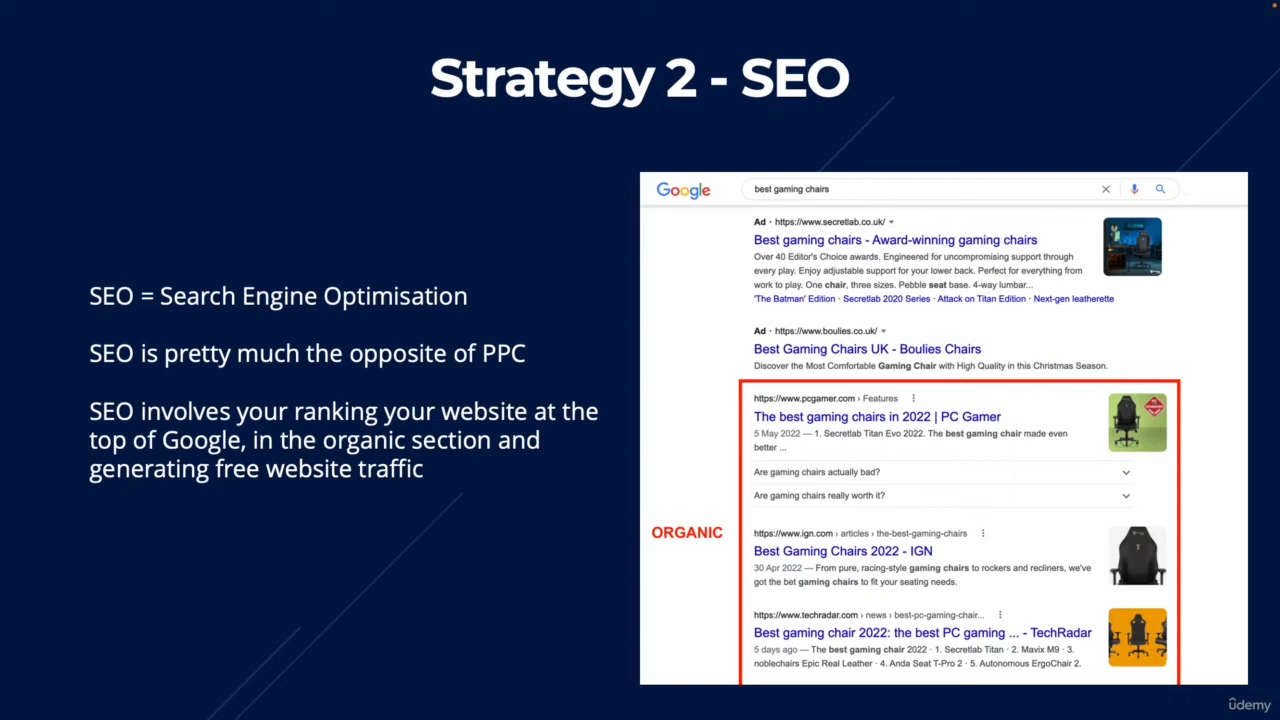 Strategy 2 - SEO
SEO = Search Engine Optimisation
SEO is pretty much the opposite of PPC
SEO involves your ranking your website at the
top of Google, in the organic section and
generating free website traffic
Google
best gaming chairs
Ad · https://www.secretlab.co.uk/
Best gaming chairs - Award-winning gaming chairs
Over 40 Editor's Choice awards. Engineered for uncompromising support through
every play. Enjoy adjustable support for your lower back. Perfect for everything from
work to play. One chair, three sizes. Pebble seat base. 4-way lumbar...
'The Batman' Edition · Secretlab 2020 Series · Attack on Titan Edition · Next-gen leatherette
Ad · https://www.boulies.co.uk/
Best Gaming Chairs UK - Boulies Chairs
Discover the Most Comfortable Gaming Chair with High Quality in this Christmas Season.
https://www.pcgamer.com › Features
The best gaming chairs in 2022 | PC Gamer
5 May 2022 — 1. Secretlab Titan Evo 2022. The best gaming chair made even
better ...
Are gaming chairs actually bad?
Are gaming chairs really worth it?
ORGANIC
https://www.ign.com › articles › the-best-gaming-chairs
Best Gaming Chairs 2022 - IGN
30 Apr 2022 — From pure, racing-style gaming chairs to rockers and recliners, we've
got the bet gaming chairs to fit your seating needs.
https://www.techradar.com › news › best-pc-gaming-chair...
Best gaming chair 2022: the best PC gaming ... - TechRadar
5 days ago — The best gaming chair 2022 · 1. Secretlab Titan · 2. Mavix M9 · 3.
noblechairs Epic Real Leather · 4. Anda Seat T-Pro 2 · 5. Autonomous ErgoChair 2.
ûdemy